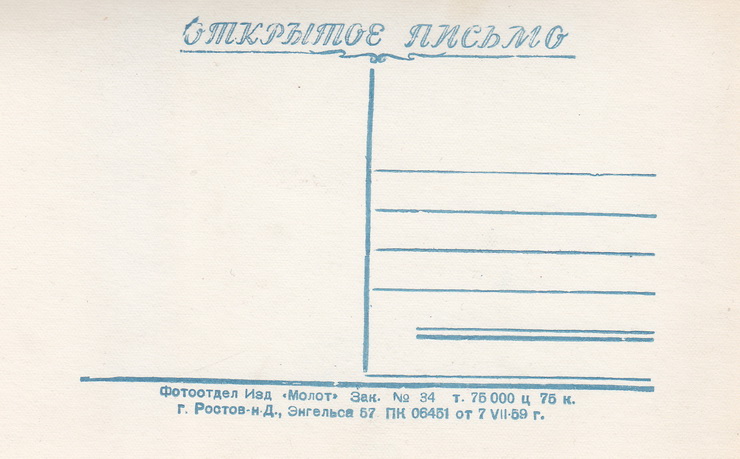 ОТКРЫТОЕ ПИСЬМО
Фотоотдел Изд «Молот» Зак. № 34 т. 75 000 ц 75 к.
г. Ростов-н-Д., Энгельса 57 ПК 06451 от 7 VII-59 г.